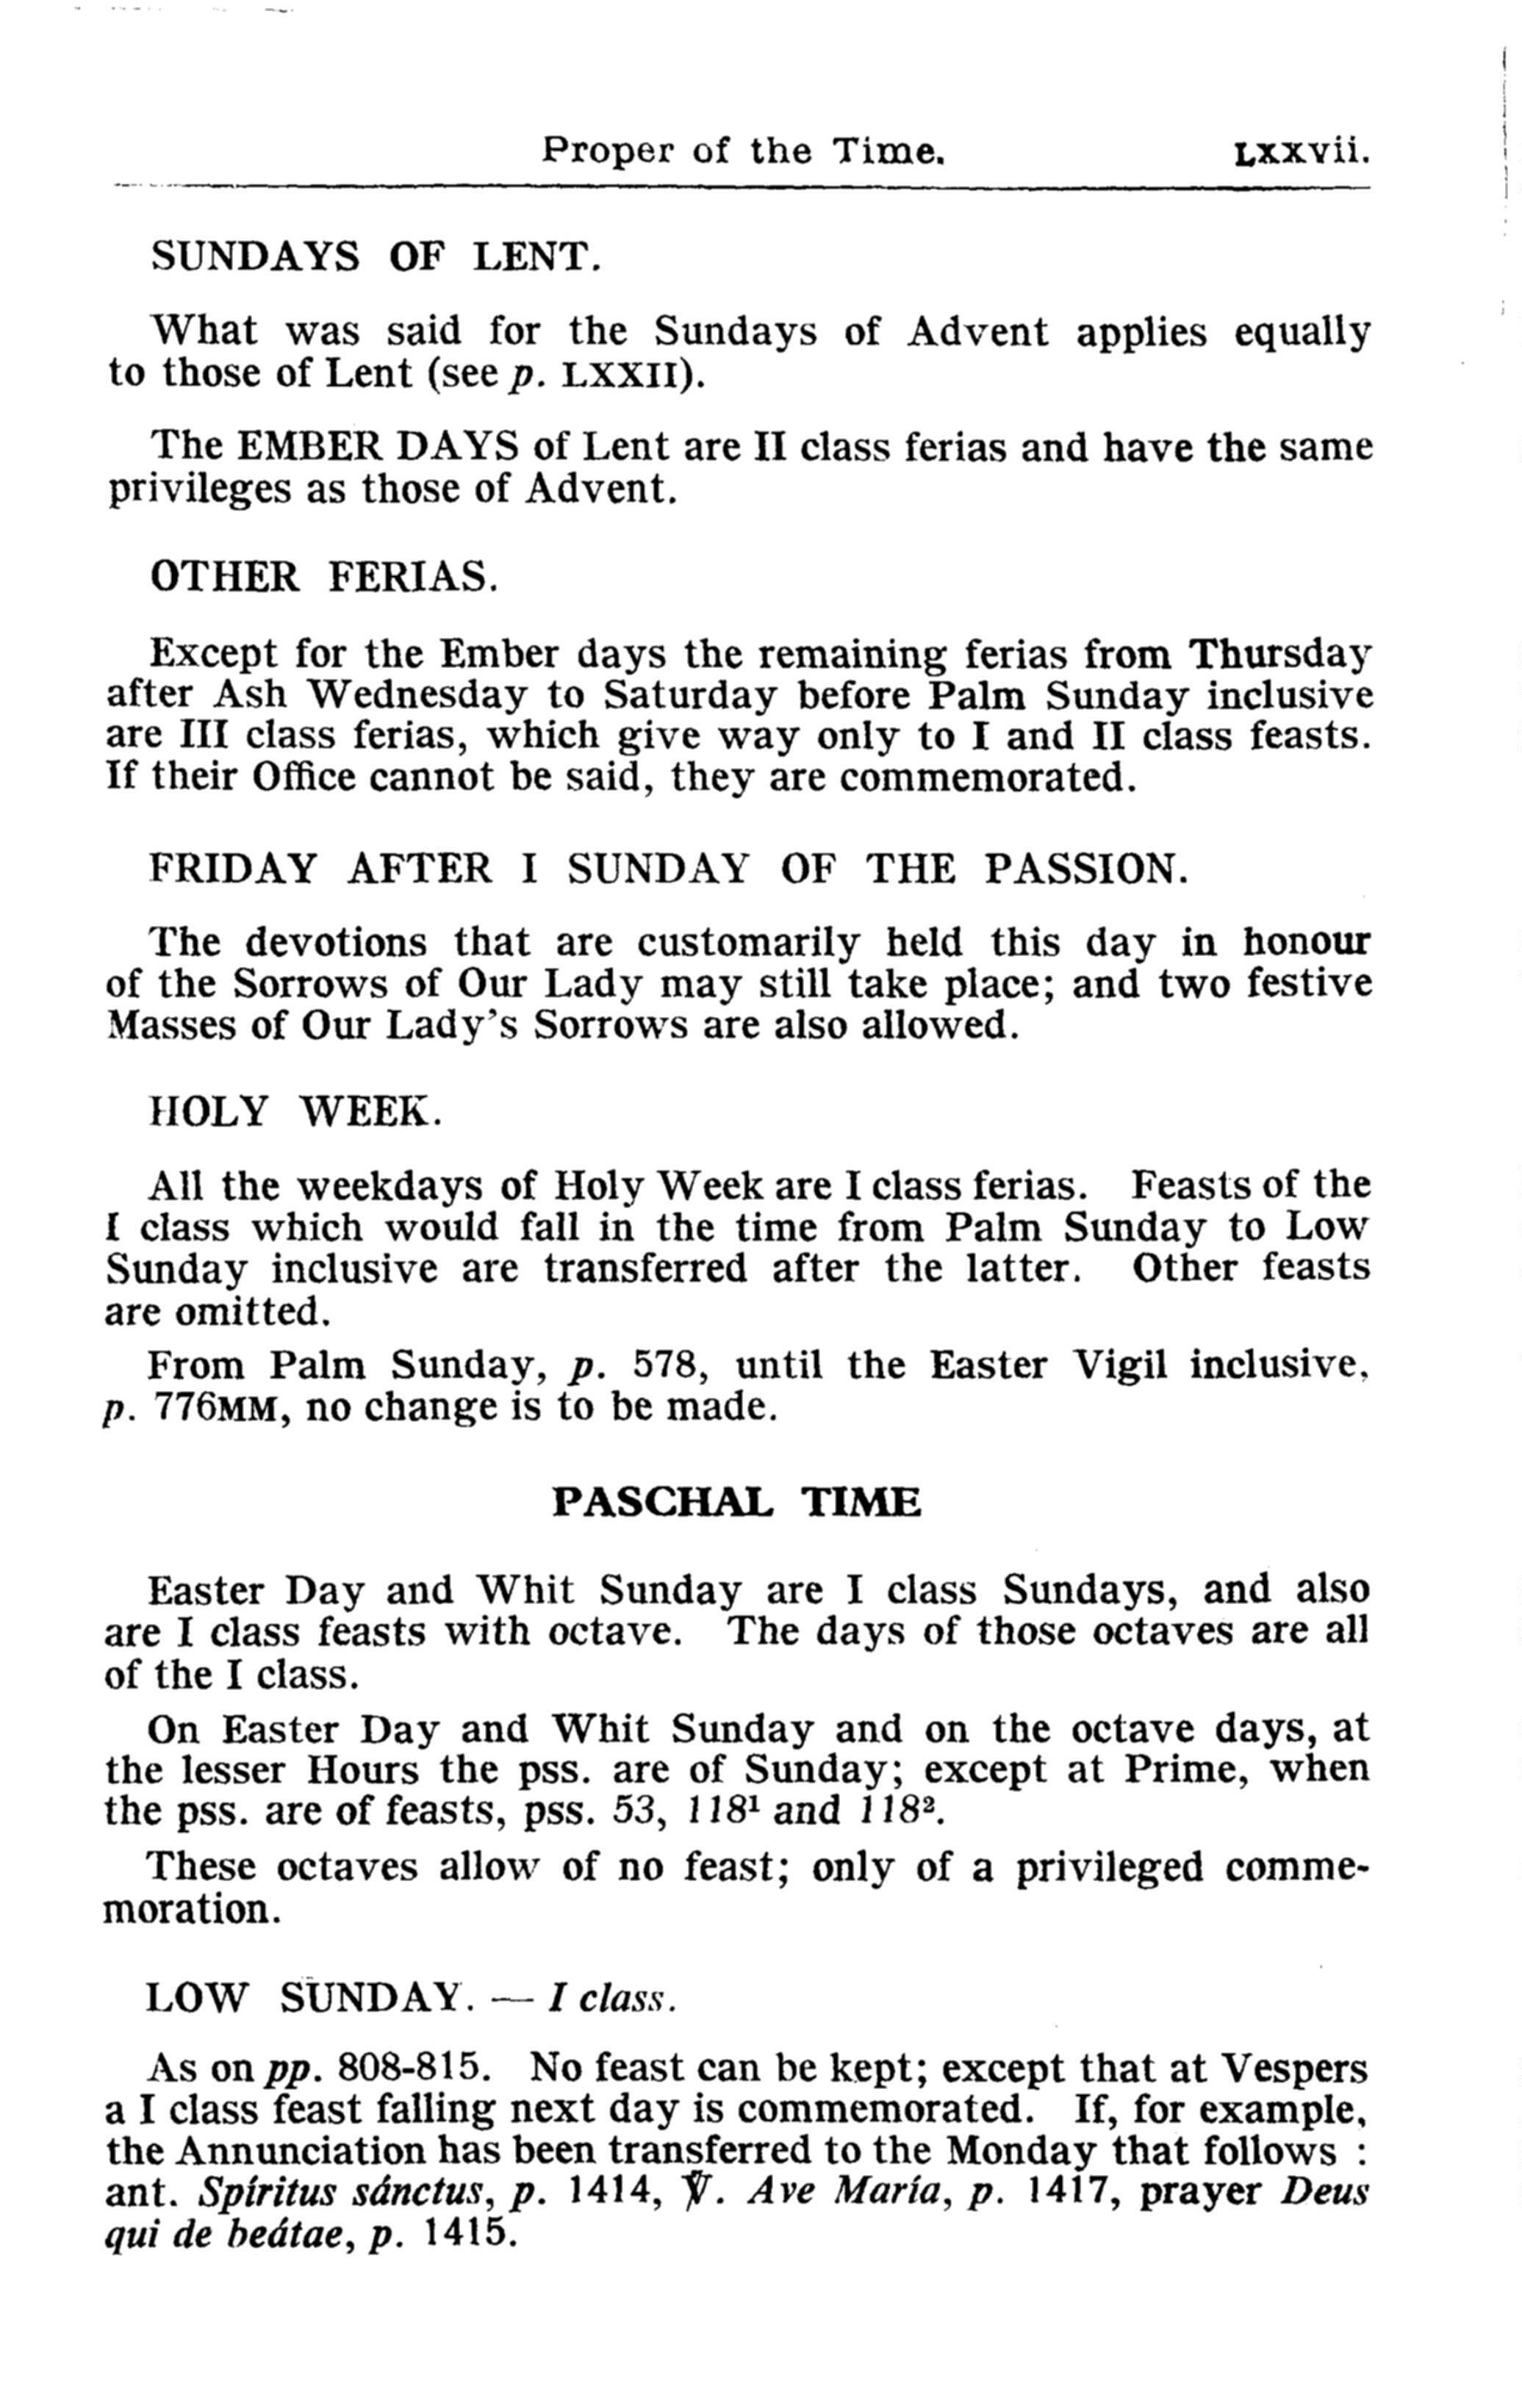 Proper of the Time. LXXvii.
SUNDAYS OF LENT.
What was said for the Sundays of Advent applies equally
to those of Lent (see p. LXXII).
The EMBER DAYS of Lent are II class ferias and have the same
privileges as those of Advent.
OTHER FERIAS.
Except for the Ember days the remaining ferias from Thursday
after Ash Wednesday to Saturday before Palm Sunday inclusive
are III class ferias, which give way only to I and II class feasts.
If their Office cannot be said, they are commemorated.
FRIDAY AFTER I SUNDAY OF THE PASSION.
The devotions that are customarily held this day in honour
of the Sorrows of Our Lady may still take place; and two festive
Masses of Our Lady's Sorrows are also allowed.
HOLY WEEK.
All the weekdays of Holy Week are I class ferias. Feasts of the
I class which would fall in the time from Palm Sunday to Low
Sunday inclusive are transferred after the latter. Other feasts
are omitted.
From Palm Sunday, p. 578, until the Easter Vigil inclusive,
p. 776MM, no change is to be made.
PASCHAL TIME
Easter Day and Whit Sunday are I class Sundays, and also
are I class feasts with octave. The days of those octaves are all
of the I class.
On Easter Day and Whit Sunday and on the octave days, at
the lesser Hours the pss. are of Sunday; except at Prime, when
the pss. are of feasts, pss. 53, 118¹ and 118².
These octaves allow of no feast; only of a privileged comme-
moration.
LOW SUNDAY. — I class.
As on pp. 808-815. No feast can be kept; except that at Vespers
a I class feast falling next day is commemorated. If, for example,
the Annunciation has been transferred to the Monday that follows :
ant. Spíritus sánctus, p. 1414, ℣. Ave María, p. 1417, prayer Deus
qui de beátae, p. 1415.